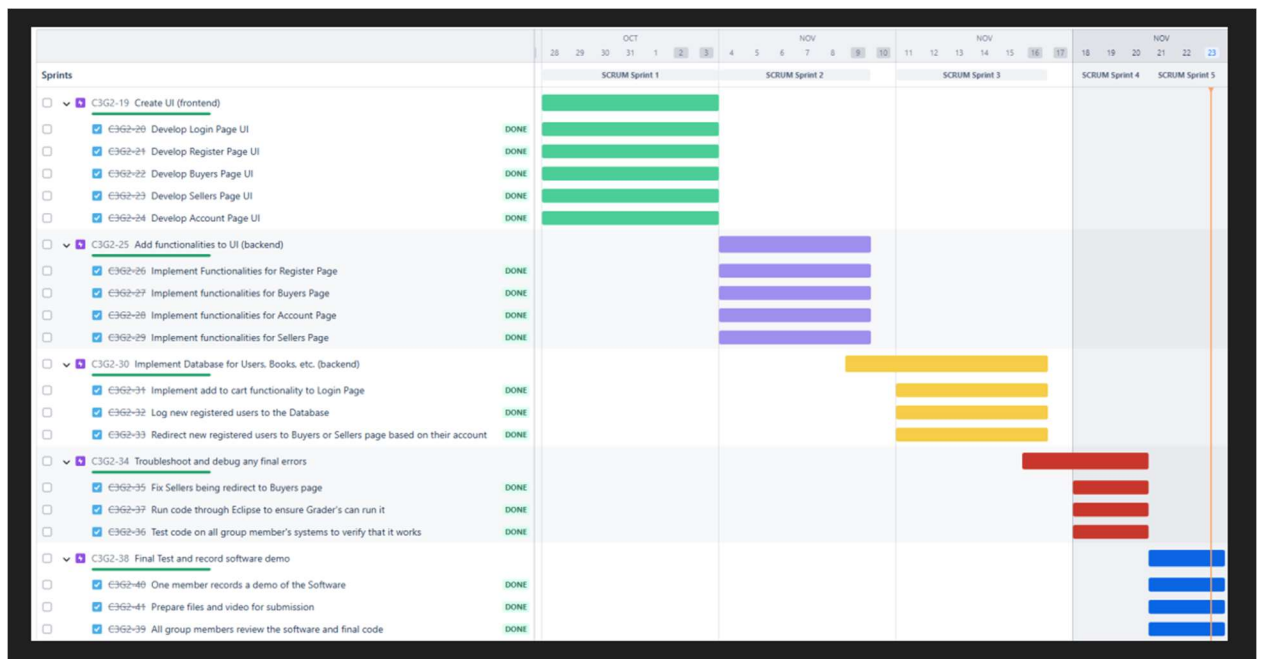 OCT NOV NOV NOV
28 29 30 31 1 2 3 4 5 6 7 8 9 10 11 12 13 14 15 16 17 18 19 20 21 22 23
Sprints SCRUM Sprint 1 SCRUM Sprint 2 SCRUM Sprint 3 SCRUM Sprint 4 SCRUM Sprint 5
C3G2-19 Create UI (frontend)
C3G2-20 Develop Login Page UI DONE
C3G2-21 Develop Register Page UI DONE
C3G2-22 Develop Buyers Page UI DONE
C3G2-23 Develop Sellers Page UI DONE
C3G2-24 Develop Account Page UI DONE
C3G2-25 Add functionalities to UI (backend)
C3G2-26 Implement Functionalities for Register Page DONE
C3G2-27 Implement functionalities for Buyers Page DONE
C3G2-28 Implement functionalities for Account Page DONE
C3G2-29 Implement functionalities for Sellers Page DONE
C3G2-30 Implement Database for Users, Books, etc. (backend)
C3G2-31 Implement add to cart functionality to Login Page DONE
C3G2-32 Log new registered users to the Database DONE
C3G2-33 Redirect new registered users to Buyers or Sellers page based on their account DONE
C3G2-34 Troubleshoot and debug any final errors
C3G2-35 Fix Sellers being redirect to Buyers page DONE
C3G2-37 Run code through Eclipse to ensure Grader's can run it DONE
C3G2-36 Test code on all group member's systems to verify that it works DONE
C3G2-38 Final Test and record software demo
C3G2-40 One member records a demo of the Software DONE
C3G2-41 Prepare files and video for submission DONE
C3G2-39 All group members review the software and final code DONE